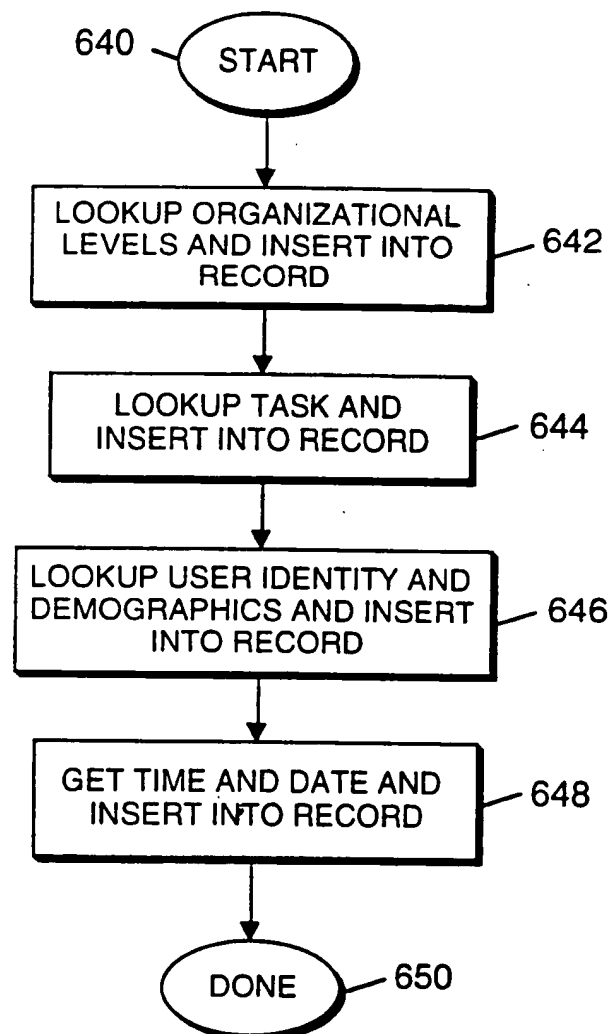 640
START
LOOKUP ORGANIZATIONAL
LEVELS AND INSERT INTO
RECORD
642
LOOKUP TASK AND
INSERT INTO RECORD
644
LOOKUP USER IDENTITY AND
DEMOGRAPHICS AND INSERT
INTO RECORD
646
GET TIME AND DATE AND
INSERT INTO RECORD
648
DONE
650